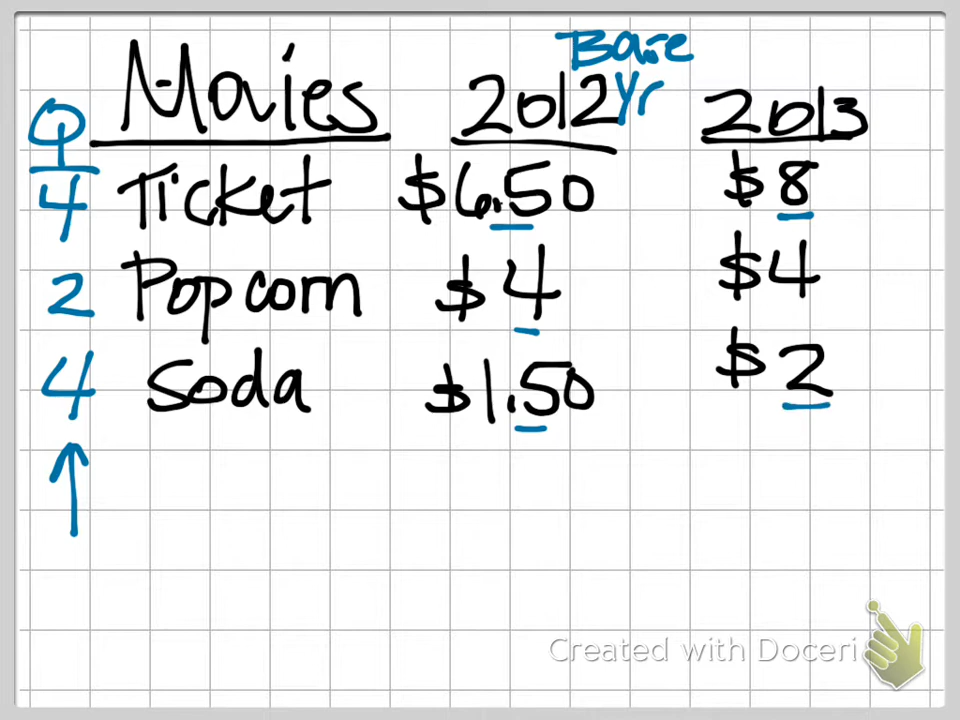 Base
Q Movies 2012 Yr 2013
4 Ticket $6.50 $8
2 Popcorn $4 $4
4 Soda $1.50 $2
Created with Doceri